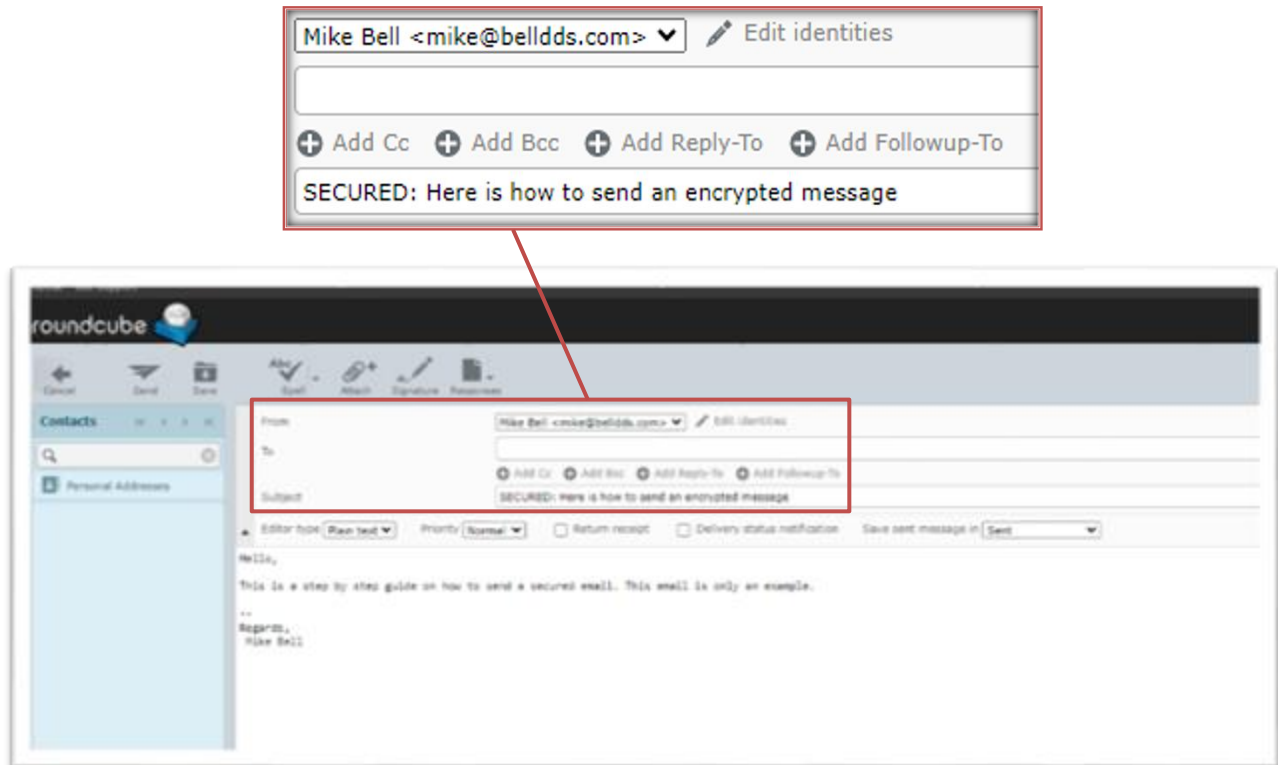 Mike Bell <mike@belldds.com> Edit identities
Add Cc Add Bcc Add Reply-To Add Followup-To
SECURED: Here is how to send an encrypted message
roundcube
Cancel Send Save Spell Attach Signature Responses
Contacts
Personal Addresses
From Mike Bell <mike@belldds.com> Edit identities
To
Add Cc Add Bcc Add Reply-To Add Followup-To
Subject SECURED: Here is how to send an encrypted message
Editor type Plain text Priority Normal Return receipt Delivery status notification Save sent message in Sent
Hello,
This is a step by step guide on how to send a secured email. This email is only an example.
--
Regards,
Mike Bell